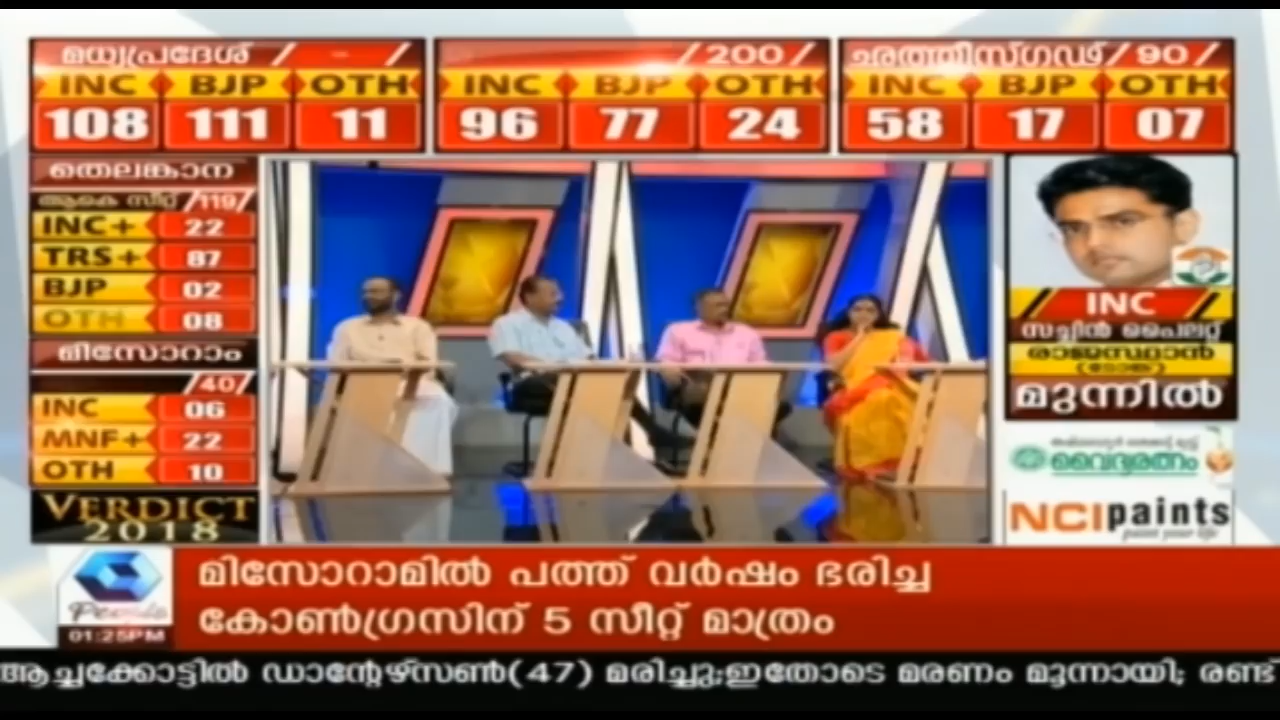 മധ്യപ്രദേശ് / - /
INC BJP OTH
108 111 11
/200/
INC BJP OTH
96 77 24
ഛത്തീസ്ഗഢ്/90/
INC BJP OTH
58 17 07
തെലങ്കാന
ആകെ സീറ്റ് /119/
INC+ 22
TRS+ 87
BJP 02
OTH 08
മിസോറാം
/40/
INC 06
MNF+ 22
OTH 10
VERDICT
2018
INC
സച്ചിൻ പൈലറ്റ്
രാജസ്ഥാൻ
(ടോങ്ക)
മുന്നിൽ
വൈദ്യരത്നം
NCIpaints
paint your life
People
01:25PM
മിസോറാമിൽ പത്ത് വർഷം ഭരിച്ച
കോൺഗ്രസിന് 5 സീറ്റ് മാത്രം
ആച്ചക്കോട്ടിൽ ഡാന്റേഴ്സൺ(47) മരിച്ചു;ഇതോടെ മരണം മൂന്നായി; രണ്ട്